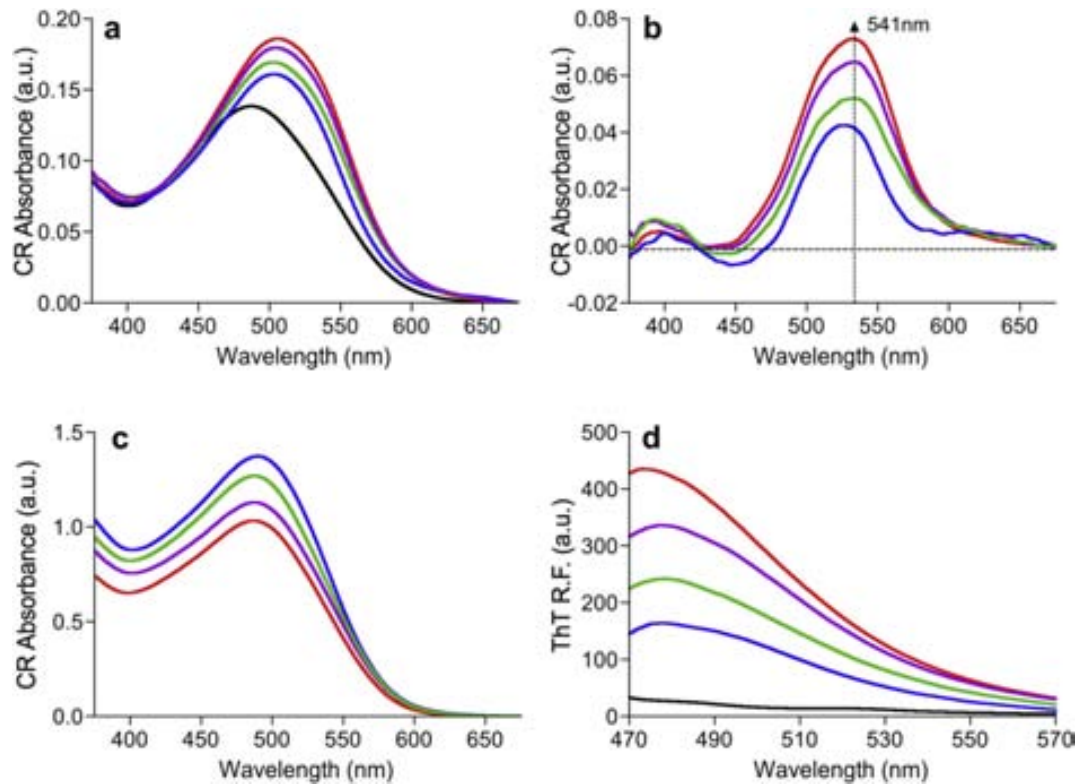 a
CR Absorbance (a.u.)
0.20
0.15
0.10
0.05
0.00
400 450 500 550 600 650
Wavelength (nm)
b
541nm
CR Absorbance (a.u.)
0.08
0.06
0.04
0.02
0.00
-0.02
400 450 500 550 600 650
Wavelength (nm)
c
CR Absorbance (a.u.)
1.5
1.0
0.5
0.0
400 450 500 550 600 650
Wavelength (nm)
d
ThT R.F. (a.u.)
500
400
300
200
100
0
470 490 510 530 550 570
Wavelength (nm)